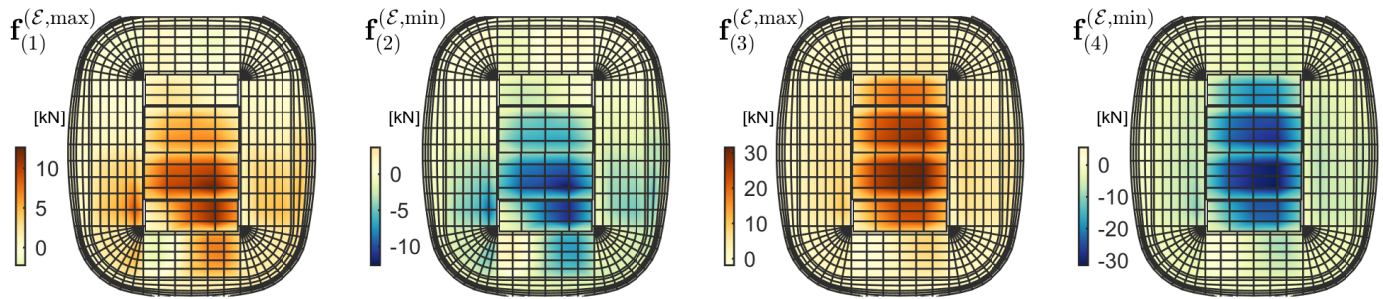 f(1)^(ℰ,max)
[kN]
10
5
0
f(2)^(ℰ,min)
[kN]
0
-5
-10
f(3)^(ℰ,max)
[kN]
30
20
10
0
f(4)^(ℰ,min)
[kN]
0
-10
-20
-30